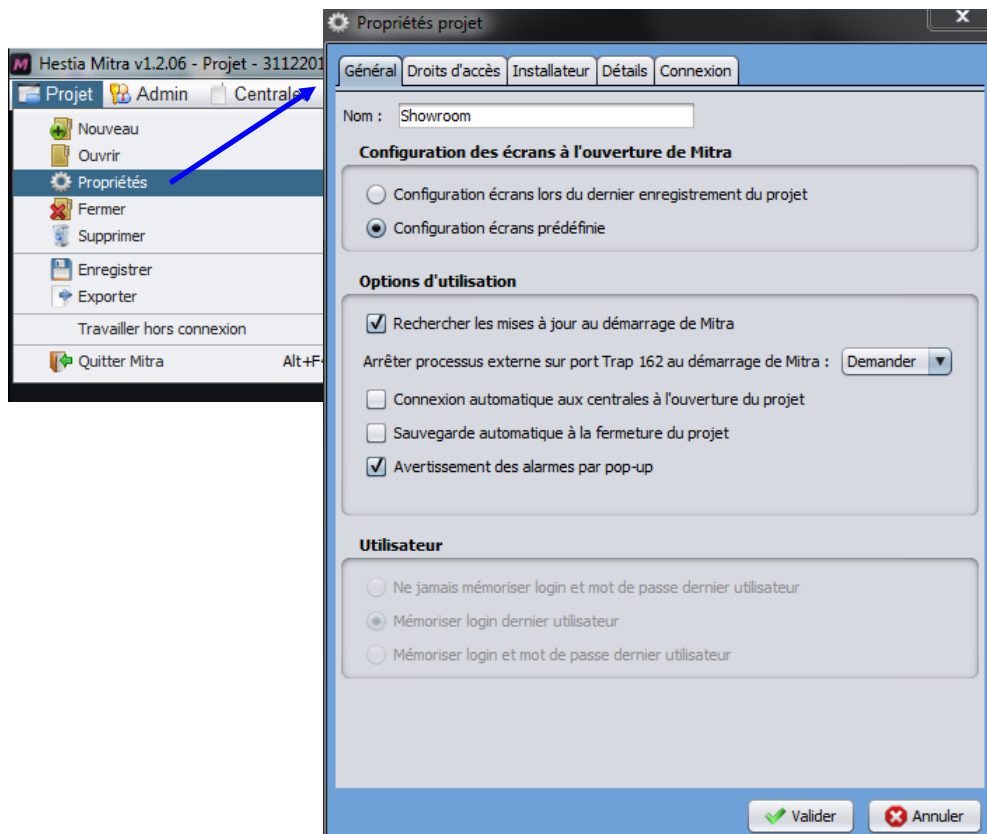 Hestia Mitra v1.2.06 - Projet - 3112201
Projet Admin Centrales
Nouveau
Ouvrir
Propriétés
Fermer
Supprimer
Enregistrer
Exporter
Travailler hors connexion
Quitter Mitra Alt+F
Propriétés projet
Général Droits d'accès Installateur Détails Connexion
Nom : Showroom
Configuration des écrans à l'ouverture de Mitra
Configuration écrans lors du dernier enregistrement du projet
Configuration écrans prédéfinie
Options d'utilisation
Rechercher les mises à jour au démarrage de Mitra
Arrêter processus externe sur port Trap 162 au démarrage de Mitra : Demander
Connexion automatique aux centrales à l'ouverture du projet
Sauvegarde automatique à la fermeture du projet
Avertissement des alarmes par pop-up
Utilisateur
Ne jamais mémoriser login et mot de passe dernier utilisateur
Mémoriser login dernier utilisateur
Mémoriser login et mot de passe dernier utilisateur
Valider Annuler